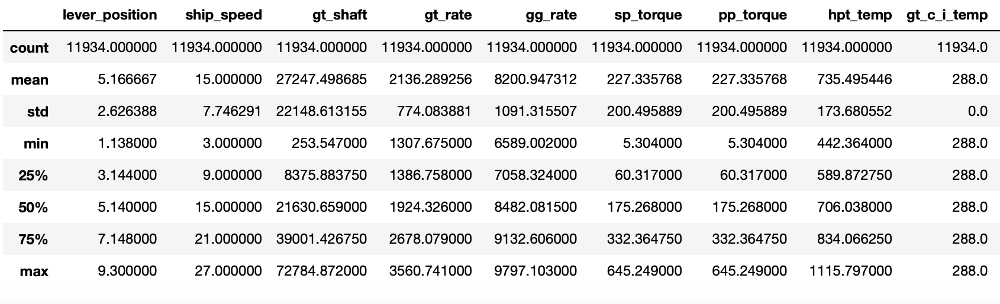 lever_position ship_speed gt_shaft gt_rate gg_rate sp_torque pp_torque hpt_temp gt_c_i_temp
count 11934.000000 11934.000000 11934.000000 11934.000000 11934.000000 11934.000000 11934.000000 11934.000000 11934.0
mean 5.166667 15.000000 27247.498685 2136.289256 8200.947312 227.335768 227.335768 735.495446 288.0
std 2.626388 7.746291 22148.613155 774.083881 1091.315507 200.495889 200.495889 173.680552 0.0
min 1.138000 3.000000 253.547000 1307.675000 6589.002000 5.304000 5.304000 442.364000 288.0
25% 3.144000 9.000000 8375.883750 1386.758000 7058.324000 60.317000 60.317000 589.872750 288.0
50% 5.140000 15.000000 21630.659000 1924.326000 8482.081500 175.268000 175.268000 706.038000 288.0
75% 7.148000 21.000000 39001.426750 2678.079000 9132.606000 332.364750 332.364750 834.066250 288.0
max 9.300000 27.000000 72784.872000 3560.741000 9797.103000 645.249000 645.249000 1115.797000 288.0